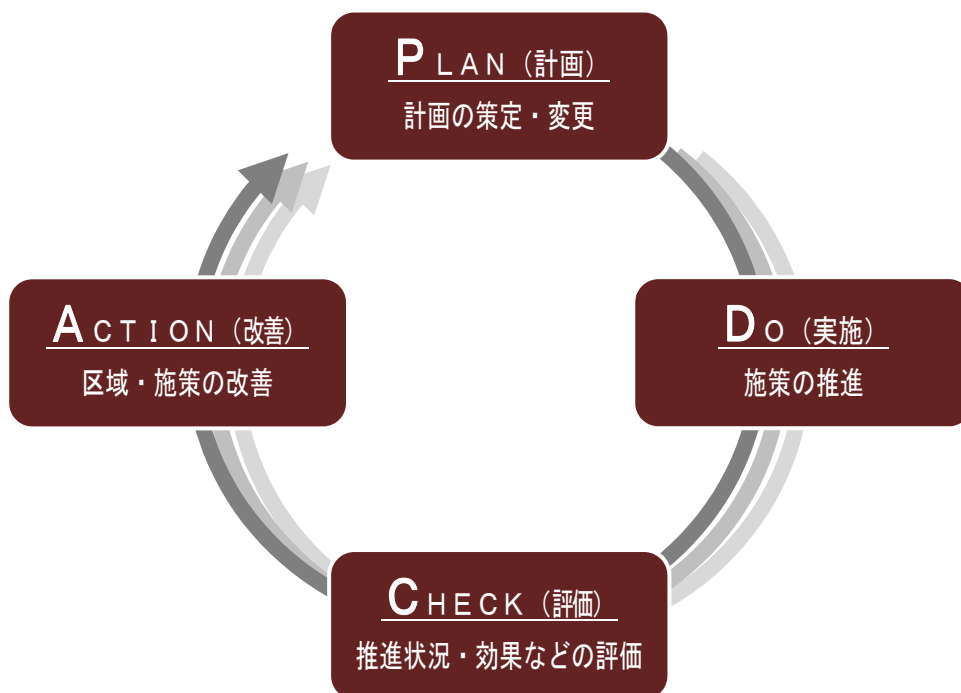 PLAN（計画）
計画の策定・変更
DO（実施）
施策の推進
CHECK（評価）
推進状況・効果などの評価
ACTION（改善）
区域・施策の改善